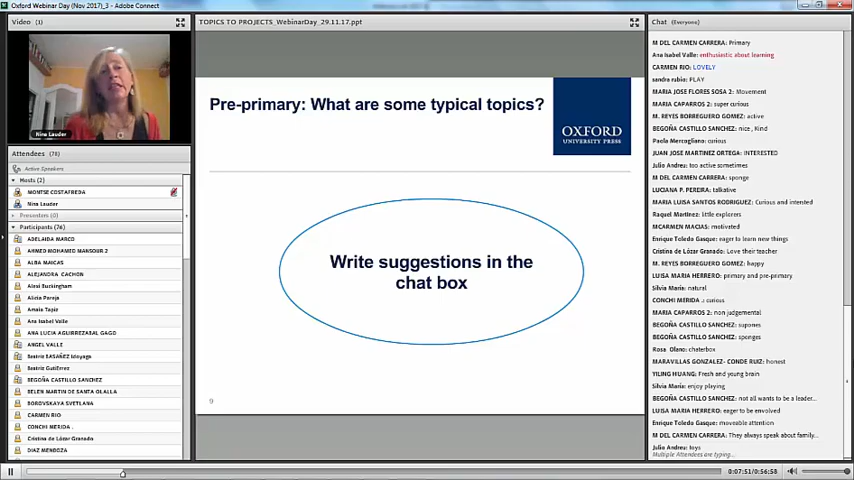 Oxford Webinar Day (Nov 2017)_3 - Adobe Connect
Video (1)
TOPICS TO PROJECTS_WebinarDay_29.11.17.ppt
Chat (Everyone)
Nina Lauder
Attendees (78)
Active Speakers
Hosts (2)
MONTSE COSTAFREDA
Nina Lauder
Presenters (0)
Participants (76)
ADELAIDA MARCO
AHMED MOHAMED MANSOUR 2
ALBA MAICAS
ALEJANDRA CACHON
Alexi Buckingham
Alicia Pareja
Amaia Tapiz
Ana Isabel Valle
ANA LUCIA AGUIRREZABAL GAGO
ANGEL VALLE
Beatriz BASAÑEZ Idoyaga
Beatriz Gutiérrez
BEGOÑA CASTILLO SANCHEZ
BELEN MARTIN DE SANTA OLALLA
BOROVSKAYA SVETLANA
CARMEN RIO
CONCHI MERIDA .
Cristina de Lózar Granado
DIAZ MENDOZA
Pre-primary: What are some typical topics?
OXFORD
UNIVERSITY PRESS
Write suggestions in the
chat box
9
M DEL CARMEN CARRERA: Primary
Ana Isabel Valle: enthusiastic about learning
CARMEN RIO: LOVELY
sandra rubio: PLAY
MARIA JOSE FLORES SOSA 2: Movement
MARIA CAPARROS 2: super curious
M. REYES BORREGUERO GOMEZ: active
BEGOÑA CASTILLO SANCHEZ: nice , Kind
Paola Mercogliano: curious
JUAN JOSE MARTINEZ ORTEGA: INTERESTED
Julio Andreu: too active sometimes
M DEL CARMEN CARRERA: sponge
LUCIANA P. PEREIRA: talkative
MARIA LUISA SANTOS RODRIGUEZ: Curious and intented
Raquel Martinez: little explorers
MCARMEN MACIAS: motivated
Enrique Toledo Gasque: eager to learn new things
Cristina de Lózar Granado: Love their teacher
M. REYES BORREGUERO GOMEZ: happy
LUISA MARIA HERRERO: primary and pre-primary
Silvia Mario: natural
CONCHI MERIDA .: curious
MARIA CAPARROS 2: non judgemental
BEGOÑA CASTILLO SANCHEZ: supones
BEGOÑA CASTILLO SANCHEZ: sponges
Rosa Olano: chaterbox
MARAVILLAS GONZALEZ- CONDE RUIZ: honest
YILING HUANG: Fresh and young brain
Silvia Mario: enjoy playing
BEGOÑA CASTILLO SANCHEZ: not all wants to be a leader...
LUISA MARIA HERRERO: eager to be envolved
Enrique Toledo Gasque: moveable attention
M DEL CARMEN CARRERA: They always speak about family...
Julio Andreu: toys
Multiple Attendees are typing...
0:07:51/0:56:58